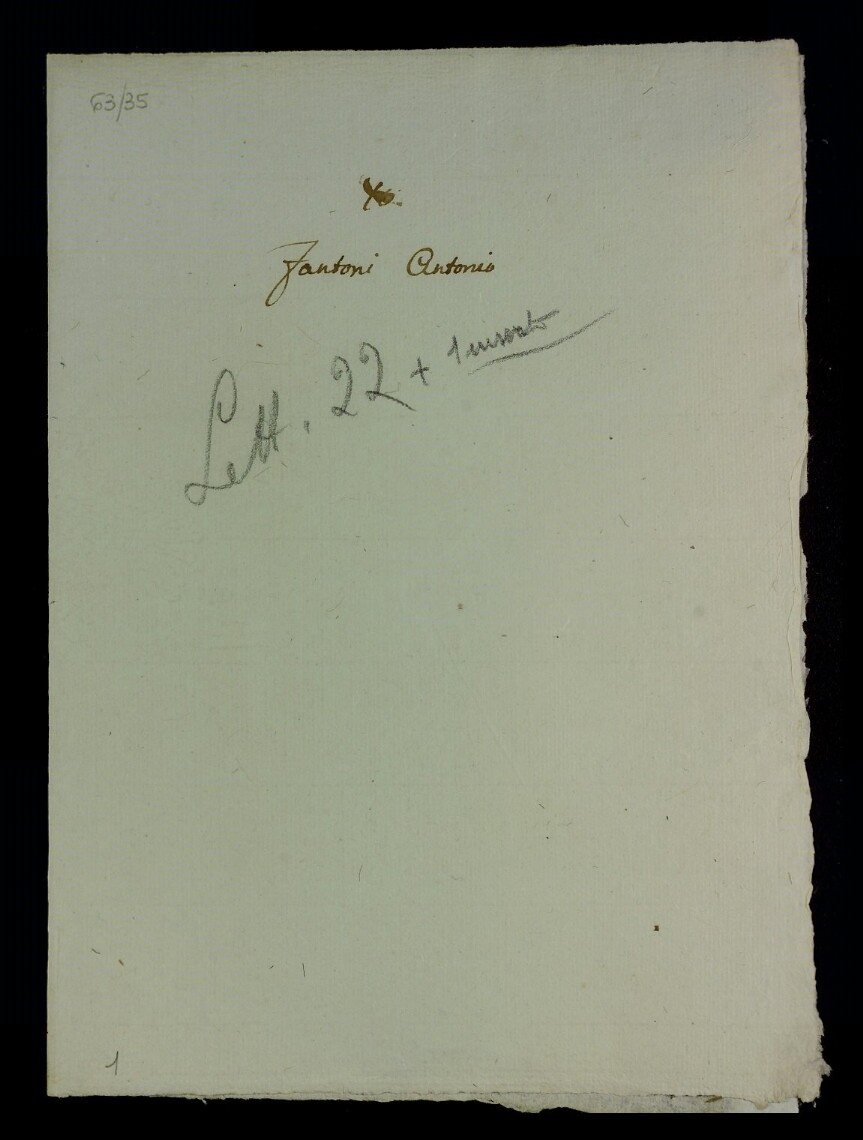 63/35
Fantoni Antonio
Lett. 22 + 1 inserto
1